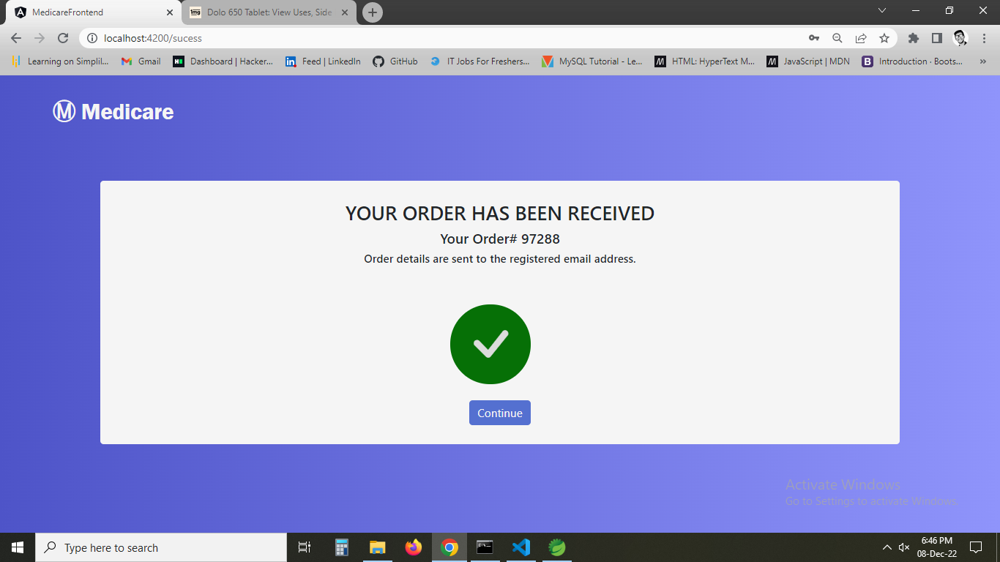 MedicareFrontend
1mg Dolo 650 Tablet: View Uses, Side
localhost:4200/sucess
Learning on Simplil... Gmail Dashboard | Hacker... Feed | LinkedIn GitHub IT Jobs For Freshers... MySQL Tutorial - Le... HTML: HyperText M... JavaScript | MDN B Introduction · Boots... »
M Medicare
YOUR ORDER HAS BEEN RECEIVED
Your Order# 97288
Order details are sent to the registered email address.
Continue
Activate Windows
Go to Settings to activate Windows.
Type here to search
6:46 PM
08-Dec-22